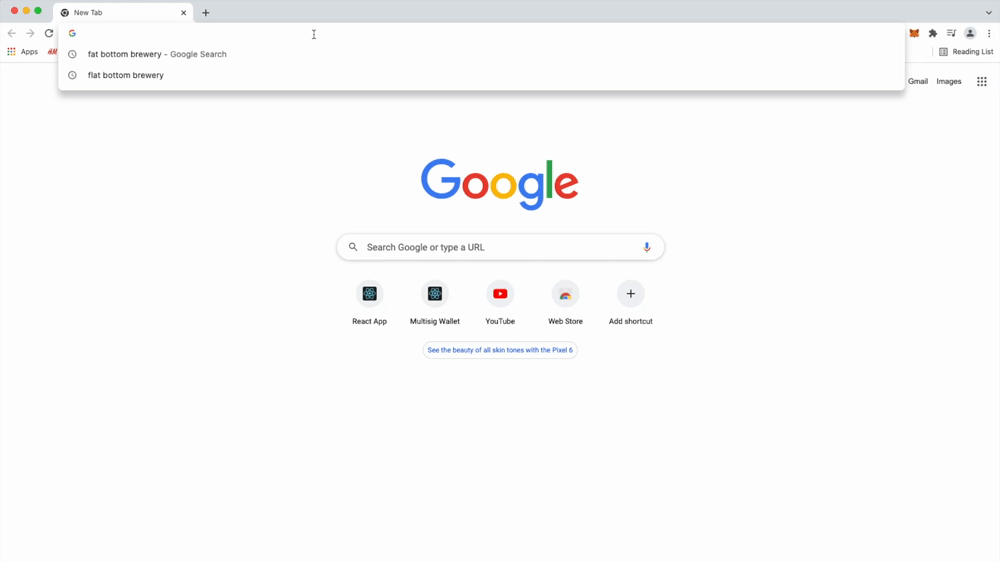 New Tab
fat bottom brewery - Google Search
flat bottom brewery
Apps
Reading List
Gmail Images
Google
Search Google or type a URL
React App Multisig Wallet YouTube Web Store Add shortcut
See the beauty of all skin tones with the Pixel 6